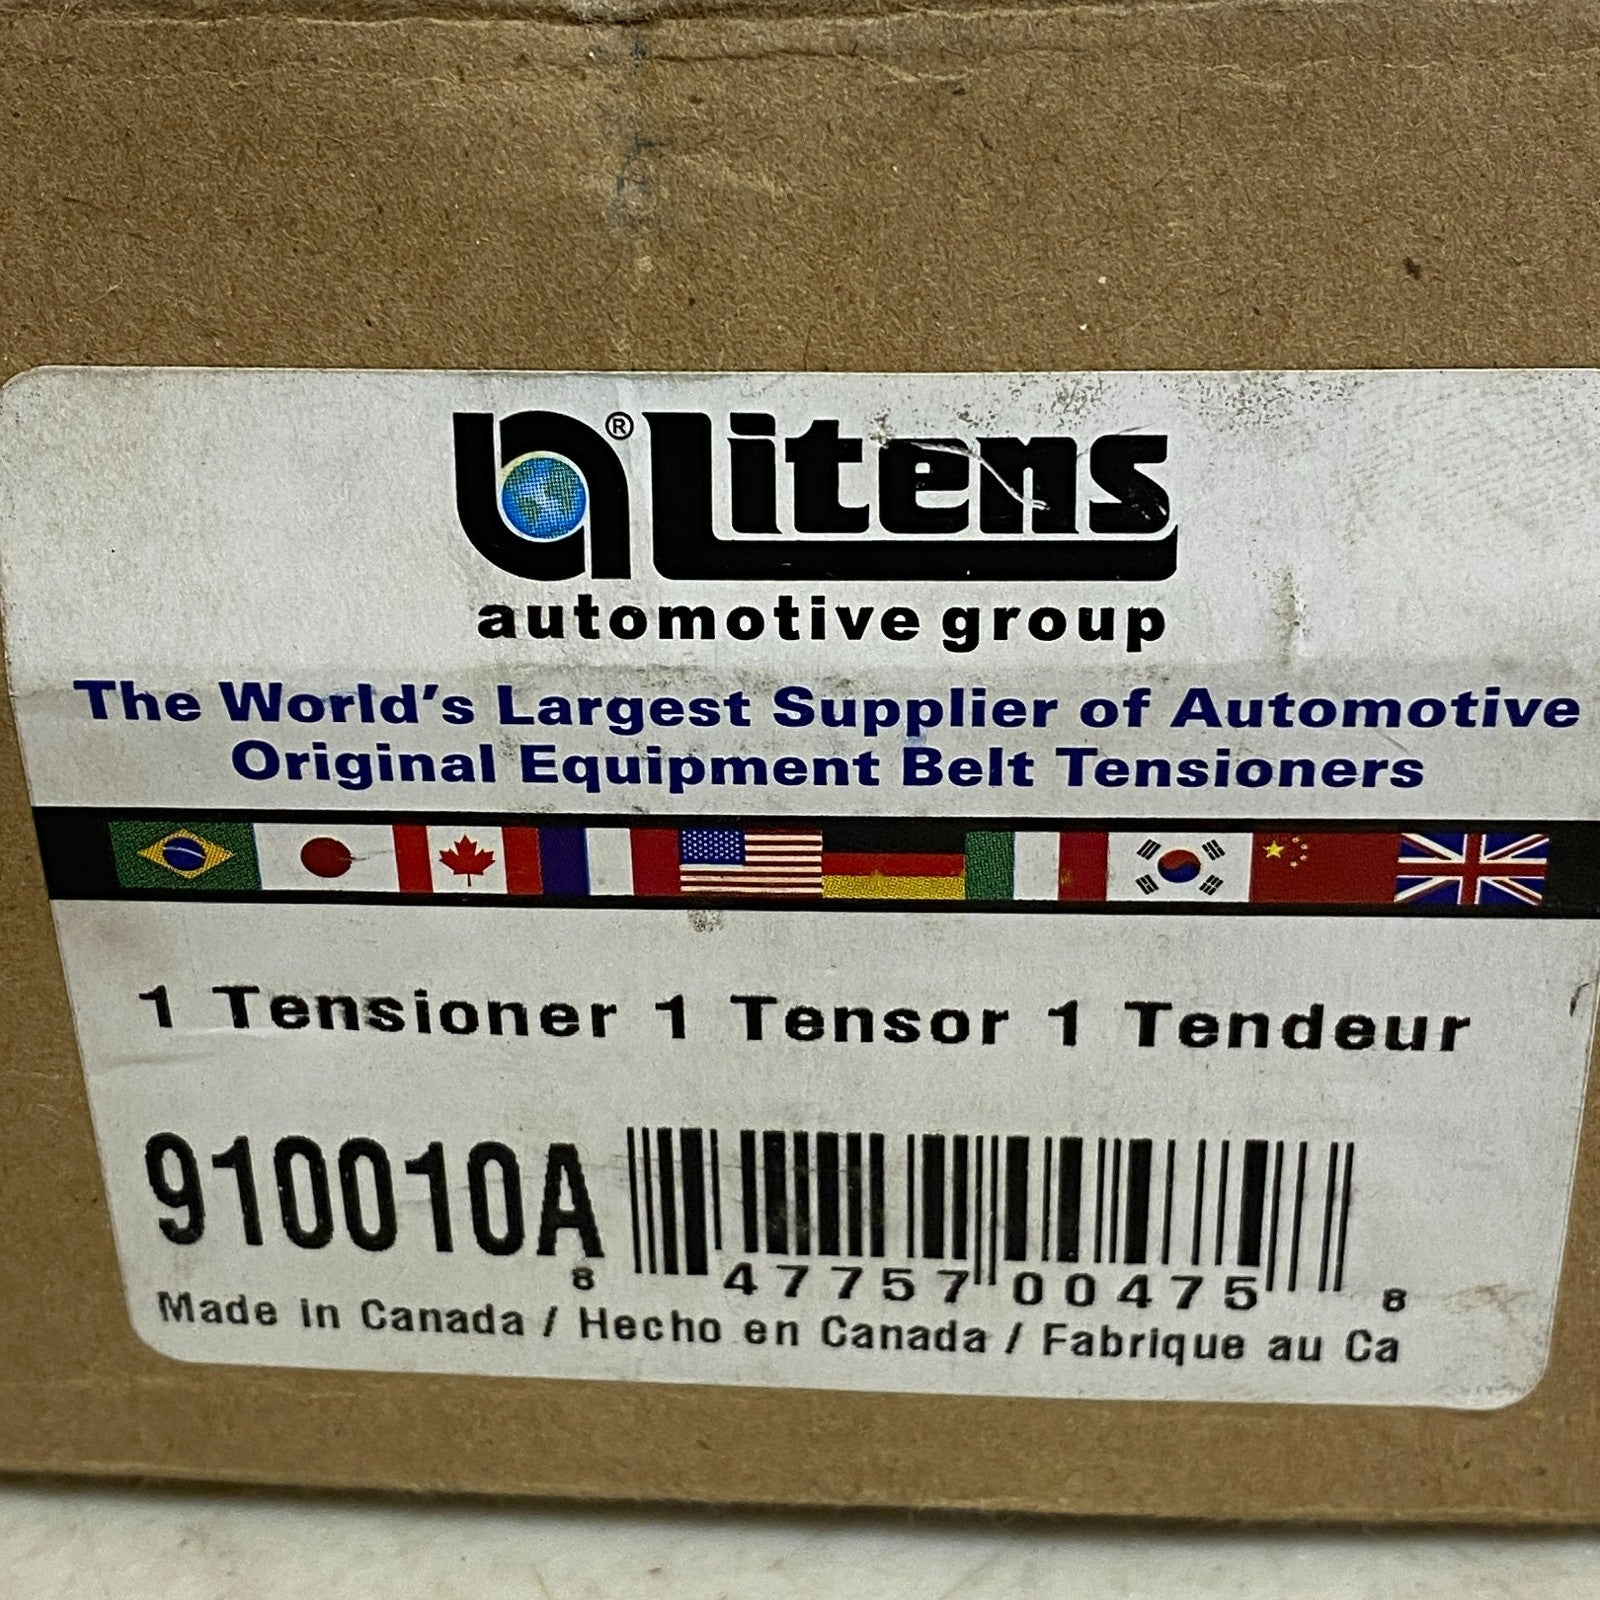 ® Litens
automotive group
The World's Largest Supplier of Automotive
Original Equipment Belt Tensioners
1 Tensioner 1 Tensor 1 Tendeur
910010A
8 47757 00475 8
Made in Canada / Hecho en Canada / Fabrique au Ca